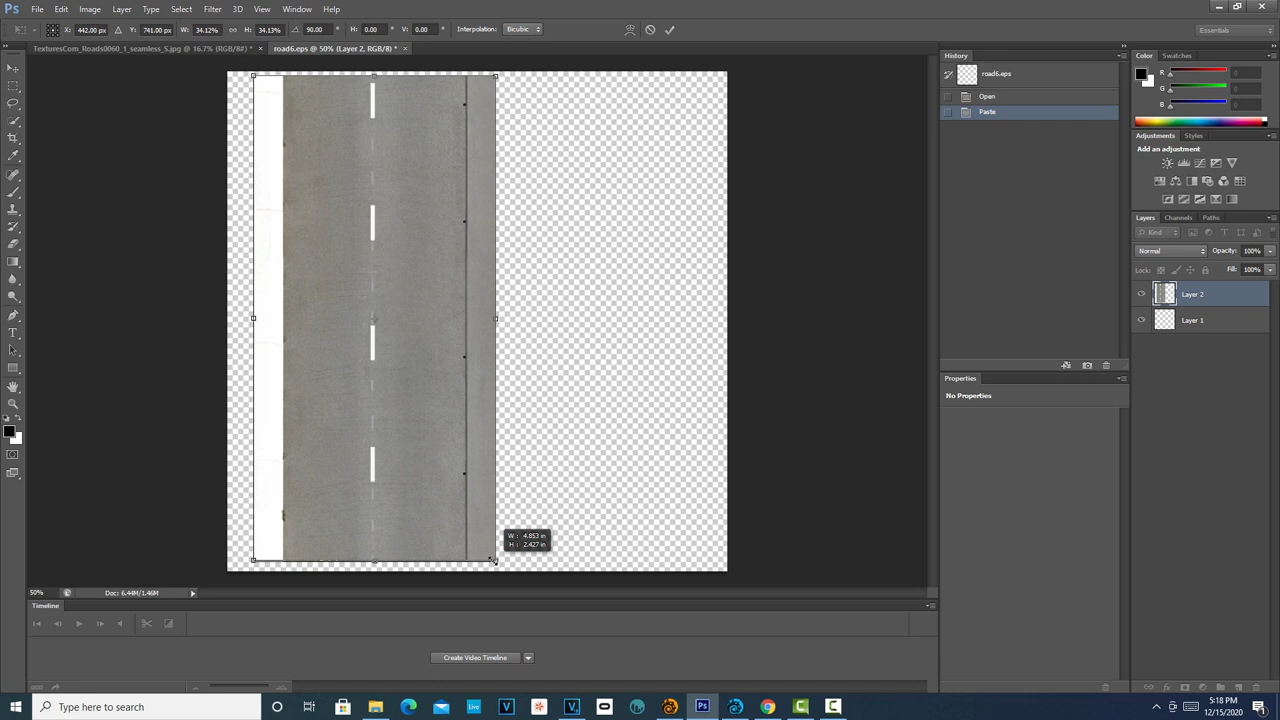 Ps File Edit Image Layer Type Select Filter 3D View Window Help
X: 442.00 px Y: 741.00 px W: 34.12% H: 34.13% 90.00 ° H: 0.00 ° V: 0.00 ° Interpolation: Bicubic Essentials
TexturesCom_Roads0060_1_seamless_S.jpg @ 16.7% (RGB/8#) * × road6.eps @ 50% (Layer 2, RGB/8) * ×
History
road6.eps
Open
Paste
Properties
No Properties
Color Swatches
R 0
G 0
B 0
Adjustments Styles
Add an adjustment
Layers Channels Paths
Kind
Normal Opacity: 100%
Lock: Fill: 100%
Layer 2
Layer 1
W : 4.853 in
H : 2.427 in
50% Doc: 6.44M/1.46M
Timeline
Create Video Timeline
Type here to search
5:18 PM
12/15/2020